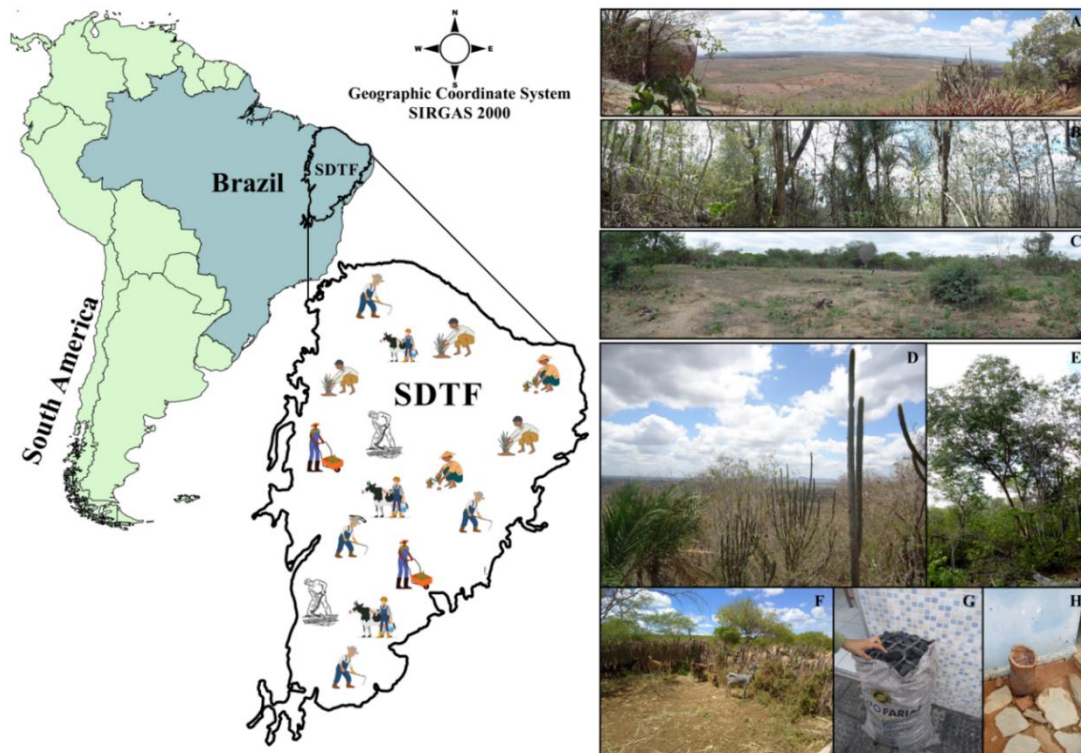 N
W E
S
Geographic Coordinate System
SIRGAS 2000
Brazil
SDTF
South America
SDTF
A
B
C
D
E
F
G
H